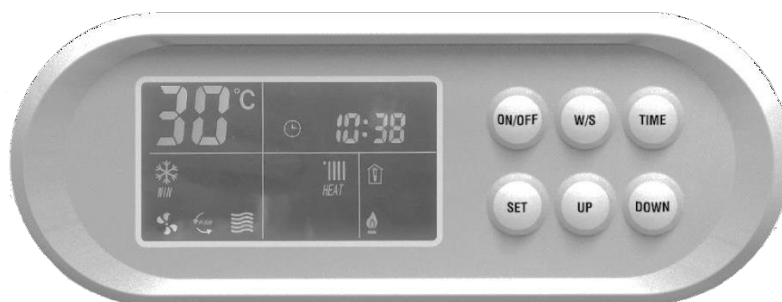 30 °C
10:38
WIN
HEAT
ON/OFF W/S TIME
SET UP DOWN